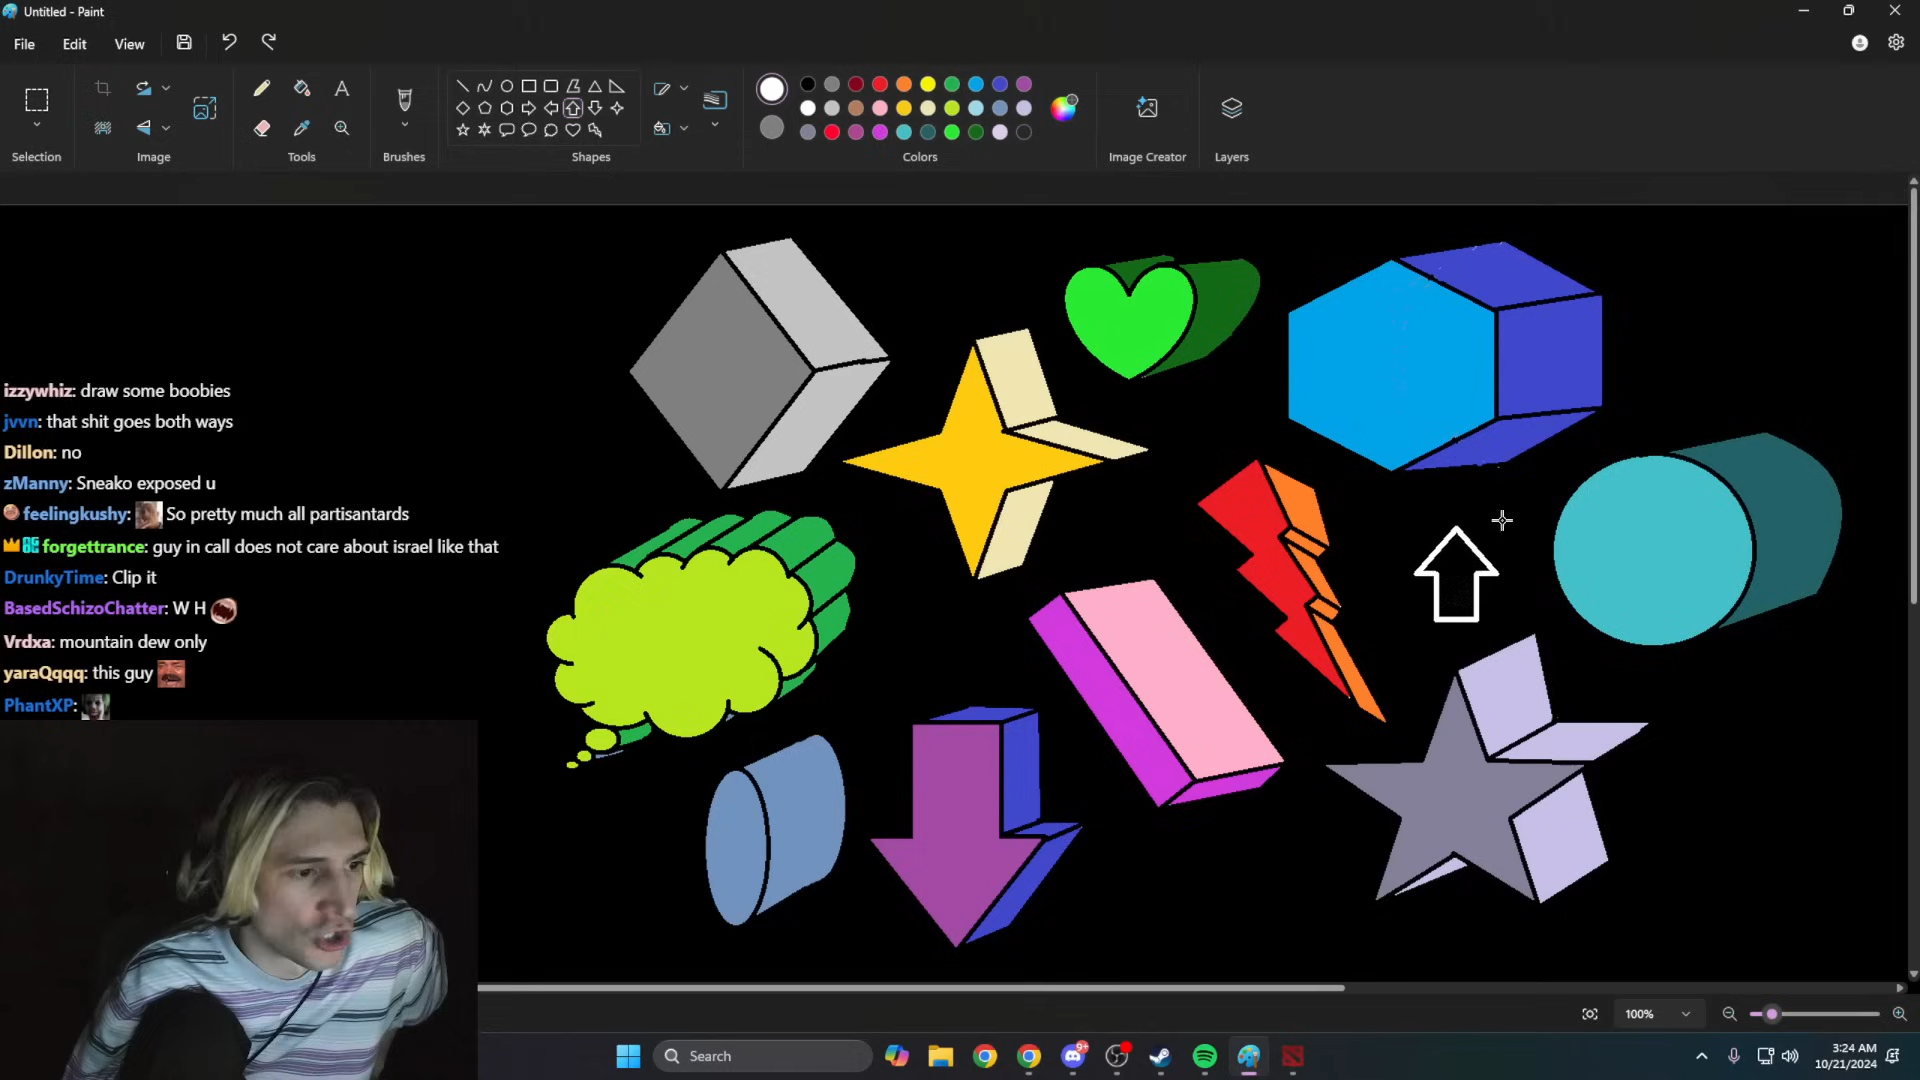 Untitled - Paint
File
Edit
View
Selection
Image
Tools
Brushes
Shapes
Colors
Image Creator
Layers
izzywhiz: draw some boobies
jvvn: that shit goes both ways
Dillon: no
zManny: Sneako exposed u
feelingkushy: So pretty much all partisantards
forgettrance: guy in call does not care about israel like that
DrunkyTime: Clip it
BasedSchizoChatter: W H
Vrdxa: mountain dew only
yaraQqqq: this guy
PhantXP:
100%
Search
9+
3:24 AM
10/21/2024